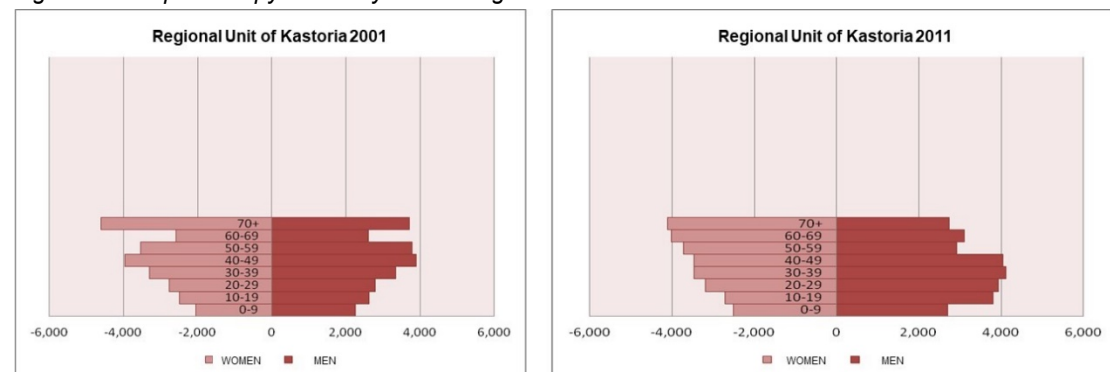 Regional Unit of Kastoria 2001
70+
60-69
50-59
40-49
30-39
20-29
10-19
0-9
-6,000 -4,000 -2,000 0 2,000 4,000 6,000
WOMEN MEN
Regional Unit of Kastoria 2011
70+
60-69
50-59
40-49
30-39
20-29
10-19
0-9
-6,000 -4,000 -2,000 0 2,000 4,000 6,000
WOMEN MEN